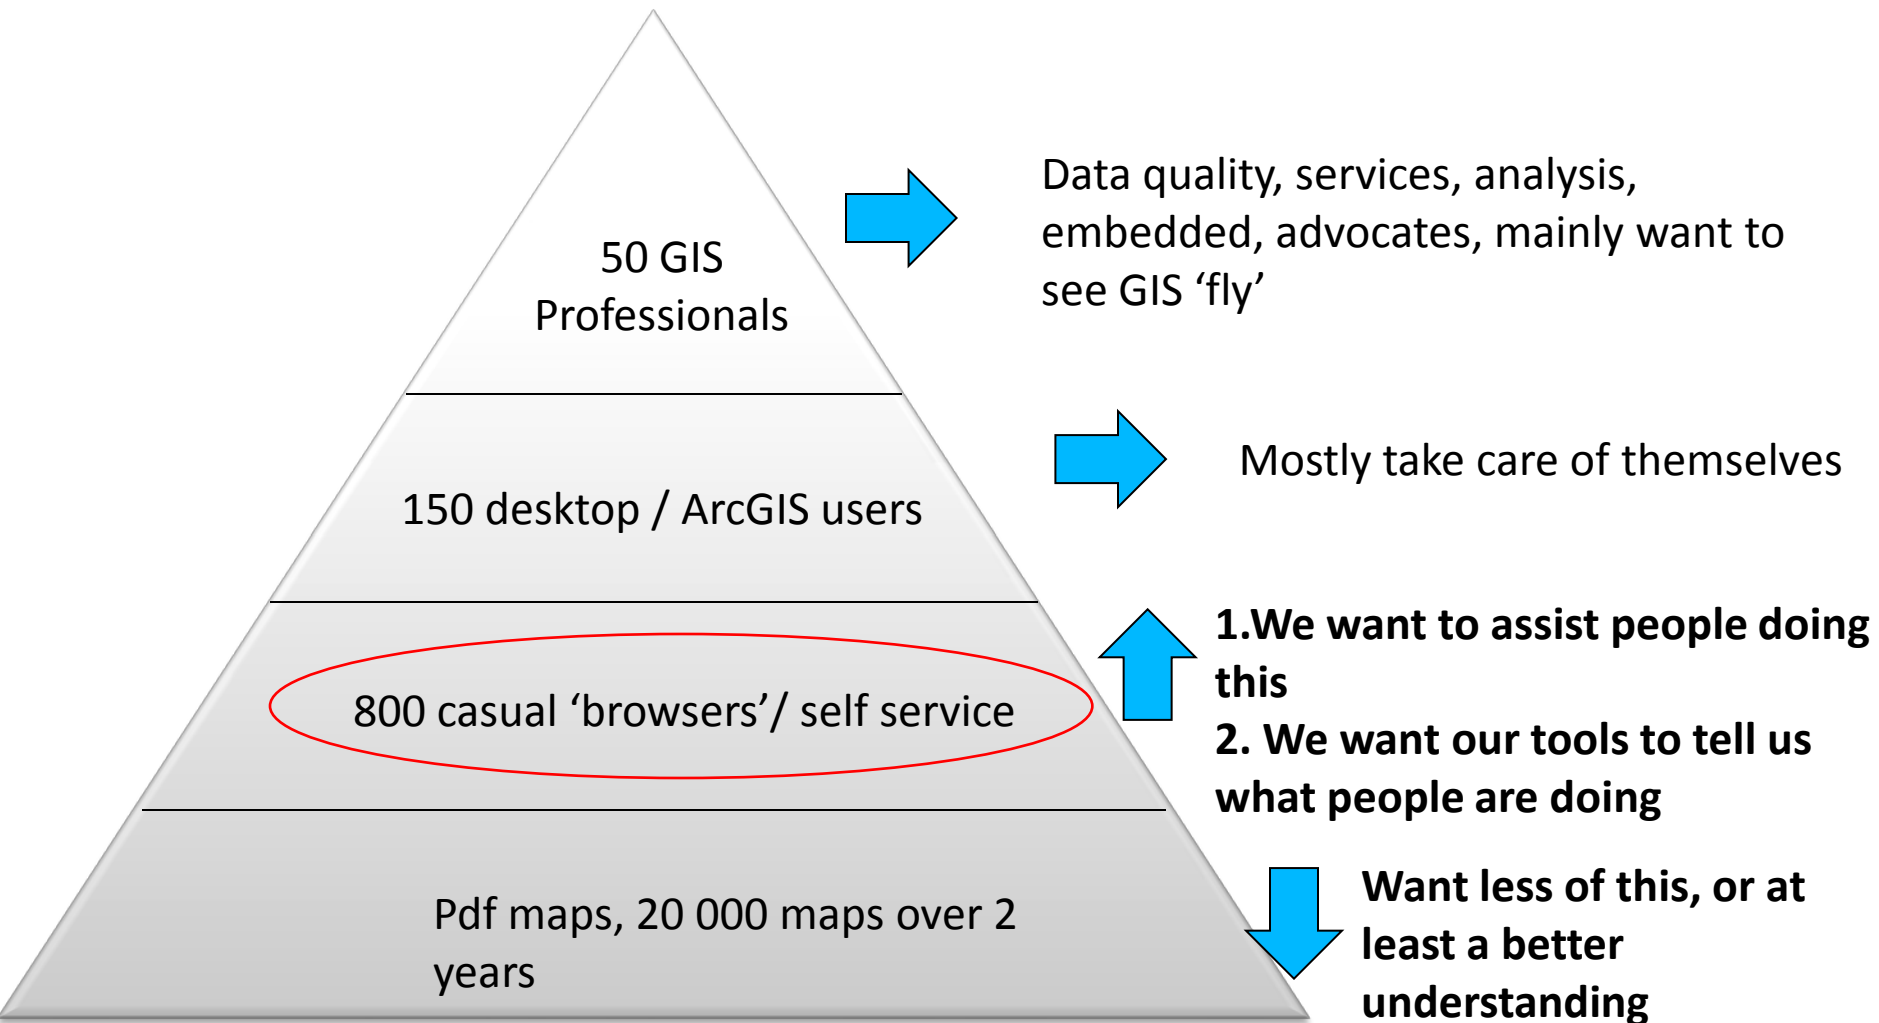 50 GIS
Professionals
Data quality, services, analysis,
embedded, advocates, mainly want to
see GIS ‘fly’
150 desktop / ArcGIS users
Mostly take care of themselves
800 casual ‘browsers’/ self service
1.We want to assist people doing
this
2. We want our tools to tell us
what people are doing
Pdf maps, 20 000 maps over 2
years
Want less of this, or at
least a better
understanding